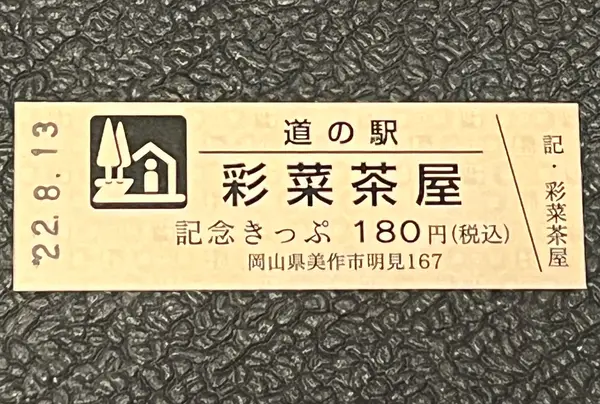 22.8.13
道の駅
彩菜茶屋
記念きっぷ 180円(税込)
岡山県美作市明見167
記・彩菜茶屋